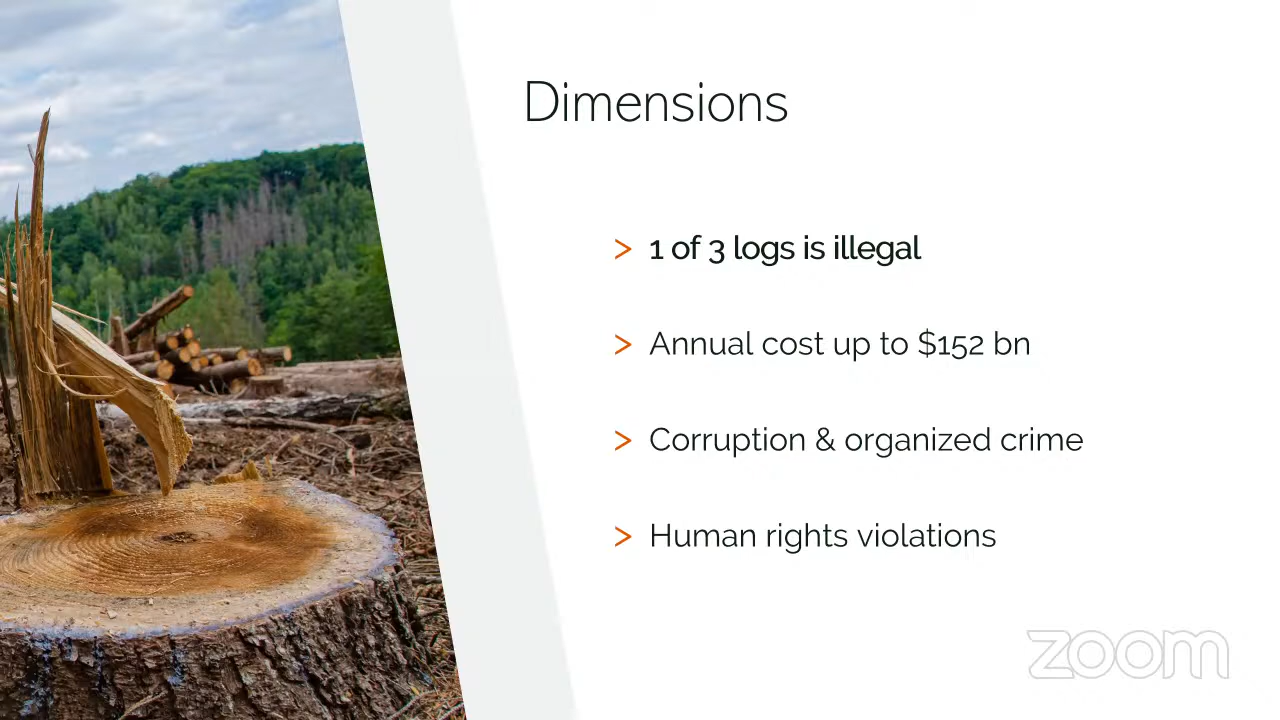 Dimensions
> 1 of 3 logs is illegal
> Annual cost up to $152 bn
> Corruption & organized crime
> Human rights violations
zoom